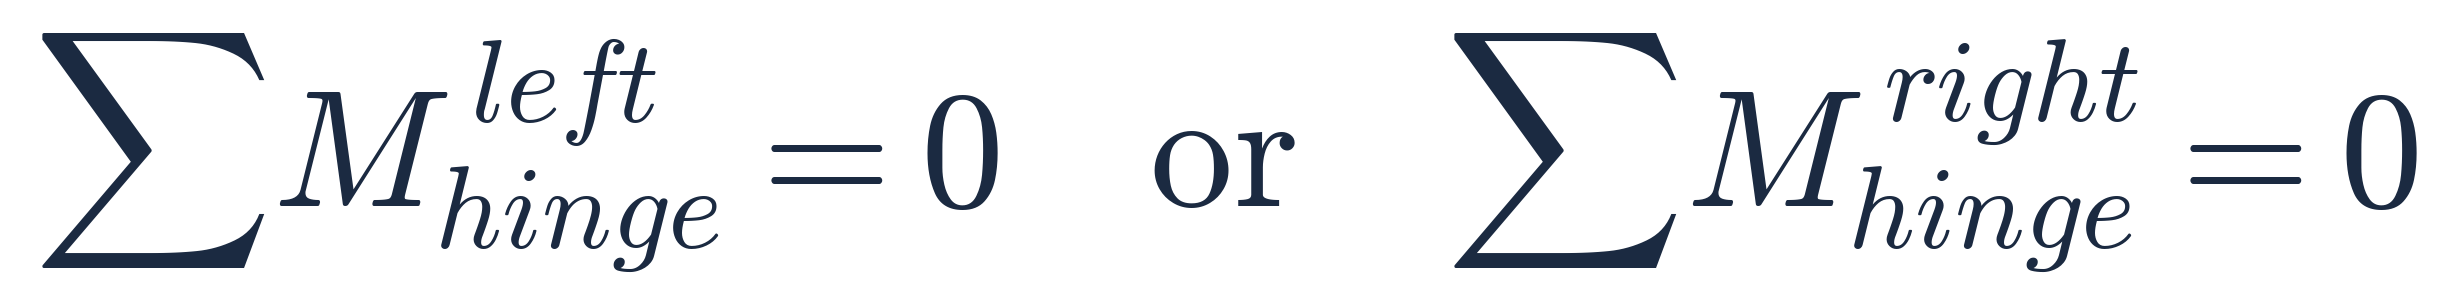 ∑ M_{hinge}^{left} = 0 or ∑ M_{hinge}^{right} = 0